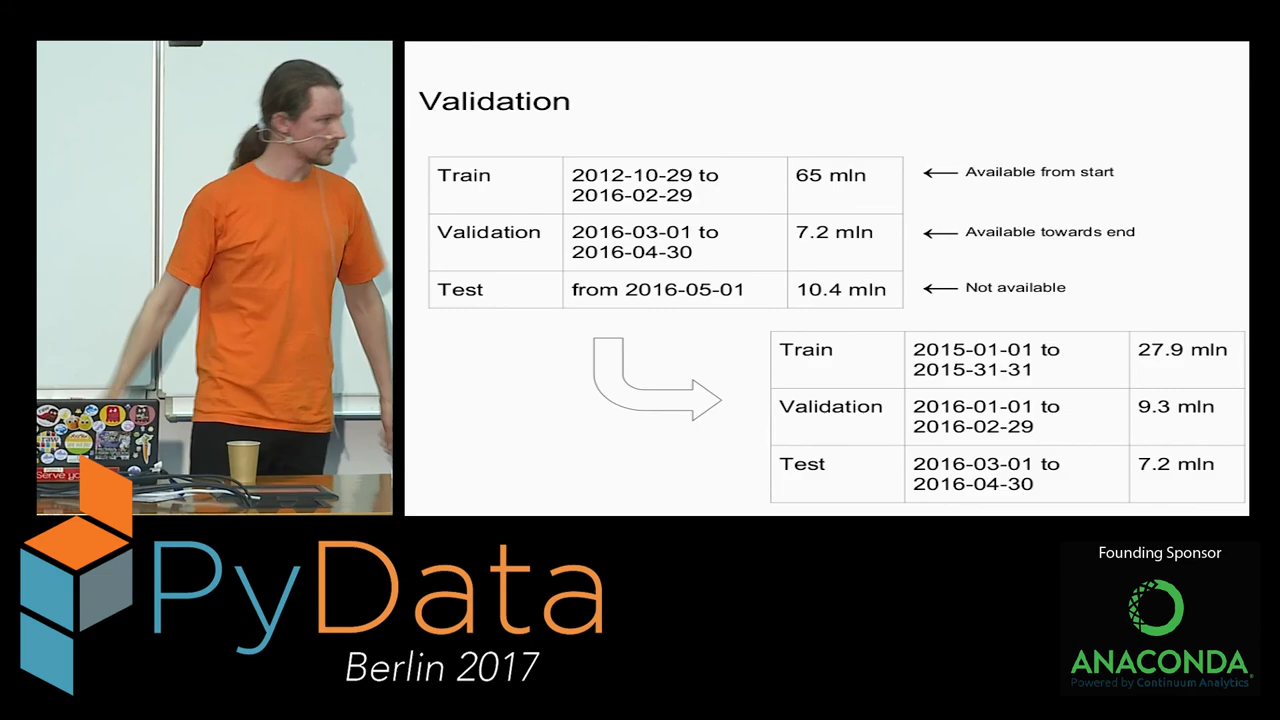 Validation
Train
2012-10-29 to
2016-02-29
65 mln
Available from start
Validation
2016-03-01 to
2016-04-30
7.2 mln
Available towards end
Test
from 2016-05-01
10.4 mln
Not available
Train
2015-01-01 to
2015-31-31
27.9 mln
Validation
2016-01-01 to
2016-02-29
9.3 mln
Test
2016-03-01 to
2016-04-30
7.2 mln
Serve yo
PyData
Berlin 2017
Founding Sponsor
ANACONDA
Powered by Continuum Analytics